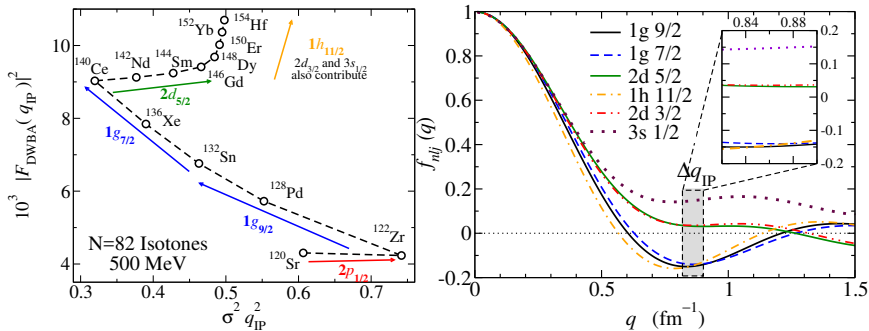 10³ |F_DWBA(q_IP)|²
10
8
6
4
0.3
0.4
0.5
0.6
0.7
σ² q²_IP
¹⁵⁴Hf
¹⁵²Yb
¹⁵⁰Er
¹⁴⁸Dy
¹⁴⁶Gd
¹⁴⁴Sm
¹⁴²Nd
¹⁴⁰Ce
¹³⁶Xe
¹³²Sn
¹²⁸Pd
¹²²Zr
¹²⁰Sr
1h₁₁/₂
2d₃/₂ and 3s₁/₂
also contribute
2d₅/₂
1g₇/₂
1g₉/₂
2p₁/₂
N=82 Isotones
500 MeV
f_nlj(q)
1
0.8
0.6
0.4
0.2
0
-0.2
0
0.5
1
1.5
q (fm⁻¹)
1g 9/2
1g 7/2
2d 5/2
1h 11/2
2d 3/2
3s 1/2
Δq_IP
0.84
0.88
0.2
0.1
0
-0.1
-0.2